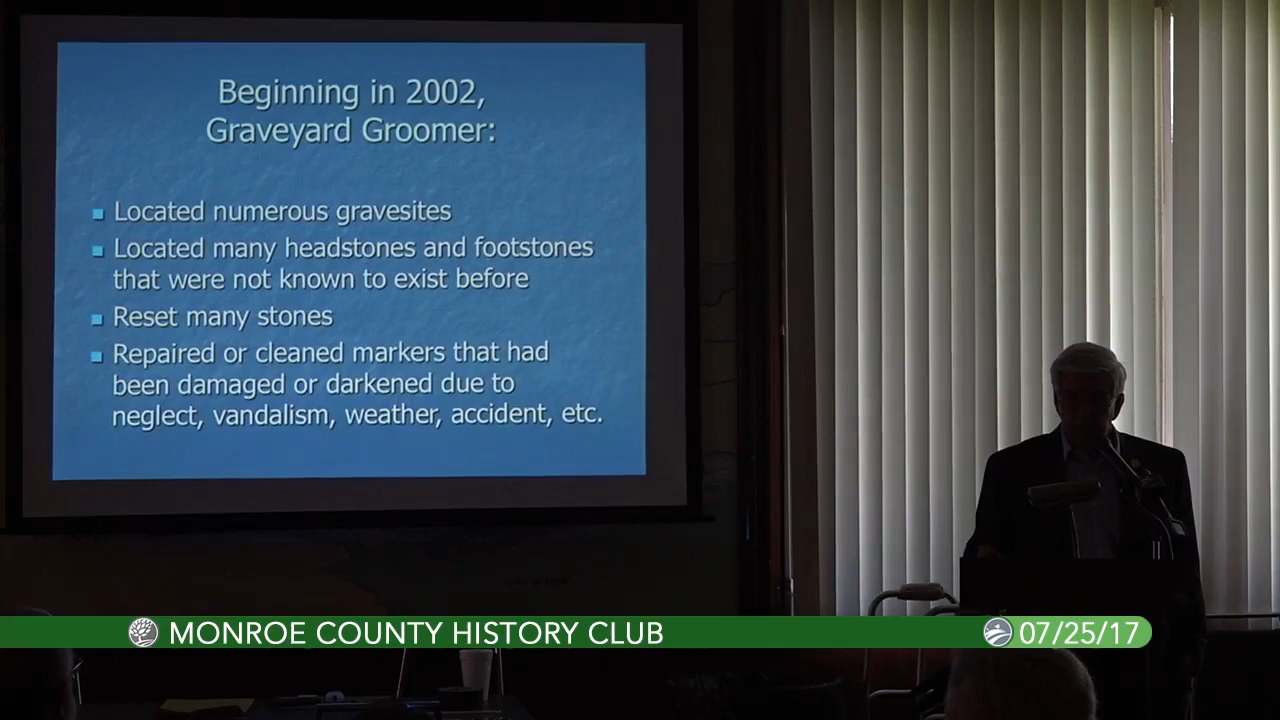 Beginning in 2002,
Graveyard Groomer:
Located numerous gravesites
Located many headstones and footstones
that were not known to exist before
Reset many stones
Repaired or cleaned markers that had
been damaged or darkened due to
neglect, vandalism, weather, accident, etc.
MONROE COUNTY HISTORY CLUB
07/25/17